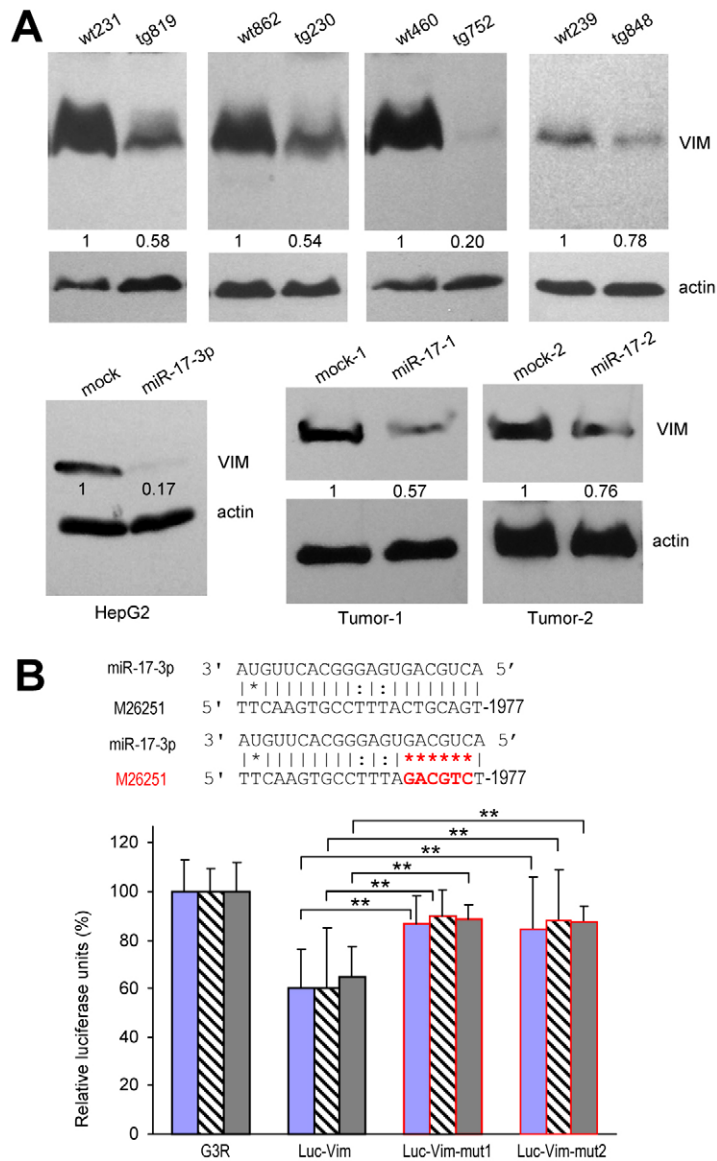 A
wt231 tg819 wt862 tg230 wt460 tg752 wt239 tg848
VIM
1 0.58 1 0.54 1 0.20 1 0.78
actin
mock miR-17-3p mock-1 miR-17-1 mock-2 miR-17-2
VIM VIM
1 0.17 1 0.57 1 0.76
actin actin
HepG2 Tumor-1 Tumor-2
B
miR-17-3p 3' AUGUUCACGGGAGUGACGUCA 5'
|*||||||||:|:||||||||
M26251 5' TTCAAGTGCCTTTACTGCAGT-1977
miR-17-3p 3' AUGUUCACGGGAGUGACGUCA 5'
|*||||||||:|:|******|
M26251 5' TTCAAGTGCCTTTAGACGTCT-1977
Relative luciferase units (%)
120
100
80
60
40
20
0
**
**
**
**
**
**
G3R Luc-Vim Luc-Vim-mut1 Luc-Vim-mut2